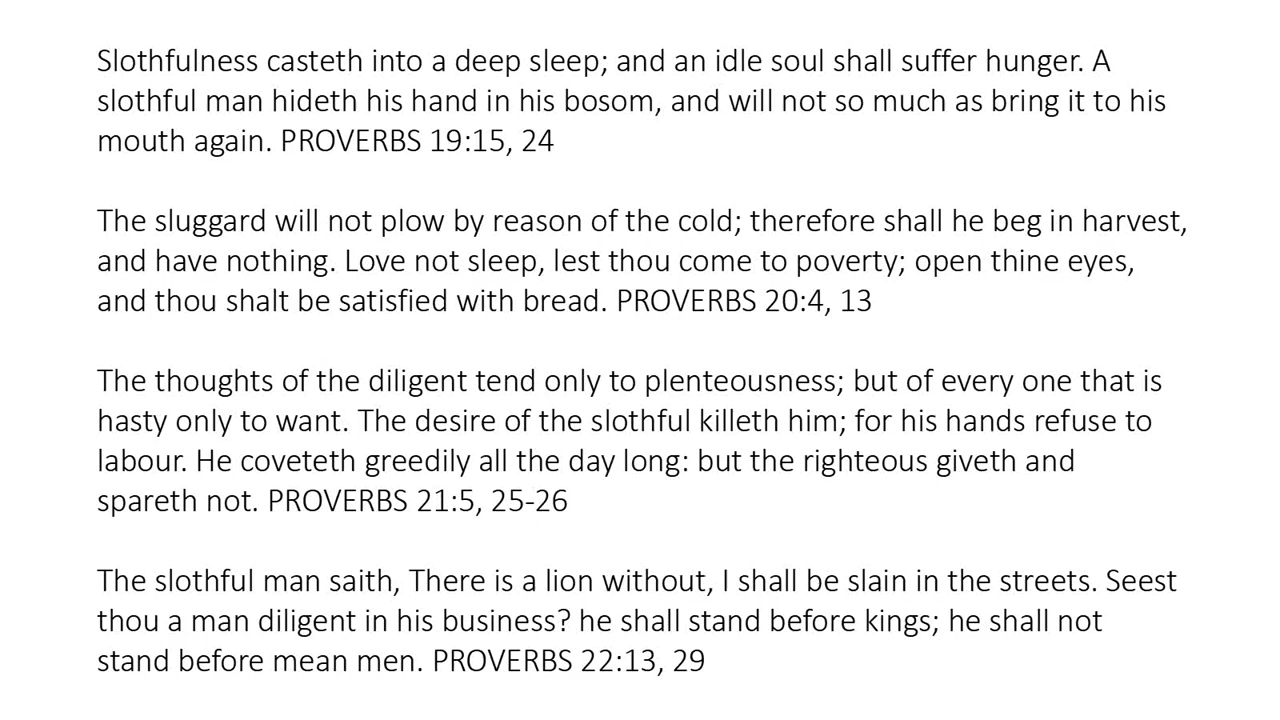 Slothfulness casteth into a deep sleep; and an idle soul shall suffer hunger. A
slothful man hideth his hand in his bosom, and will not so much as bring it to his
mouth again. PROVERBS 19:15, 24
The sluggard will not plow by reason of the cold; therefore shall he beg in harvest,
and have nothing. Love not sleep, lest thou come to poverty; open thine eyes,
and thou shalt be satisfied with bread. PROVERBS 20:4, 13
The thoughts of the diligent tend only to plenteousness; but of every one that is
hasty only to want. The desire of the slothful killeth him; for his hands refuse to
labour. He coveteth greedily all the day long: but the righteous giveth and
spareth not. PROVERBS 21:5, 25-26
The slothful man saith, There is a lion without, I shall be slain in the streets. Seest
thou a man diligent in his business? he shall stand before kings; he shall not
stand before mean men. PROVERBS 22:13, 29